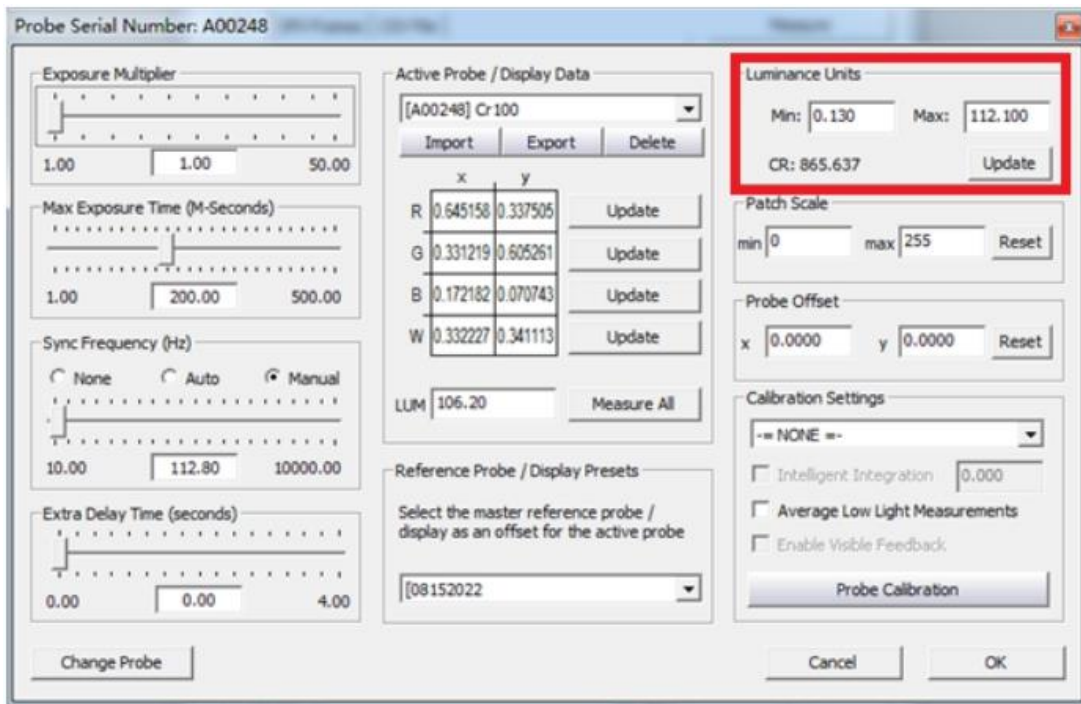 Probe Serial Number: A00248
Measure
Exposure Multiplier
1.00 1.00 50.00
Max Exposure Time (M-Seconds)
1.00 200.00 500.00
Sync Frequency (Hz)
None Auto Manual
10.00 112.80 10000.00
Extra Delay Time (seconds)
0.00 0.00 4.00
Change Probe
Active Probe / Display Data
[A00248] Cr100
Import Export Delete
x y
R 0.645158 0.337505 Update
G 0.331219 0.605261 Update
B 0.172182 0.070743 Update
W 0.332227 0.341113 Update
LUM 106.20 Measure All
Reference Probe / Display Presets
Select the master reference probe /
display as an offset for the active probe
[08152022
Luminance Units
Min: 0.130 Max: 112.100
CR: 865.637 Update
Patch Scale
min 0 max 255 Reset
Probe Offset
x 0.0000 y 0.0000 Reset
Calibration Settings
-= NONE =-
Intelligent Integration 0.000
Average Low Light Measurements
Enable Visible Feedback
Probe Calibration
Cancel OK